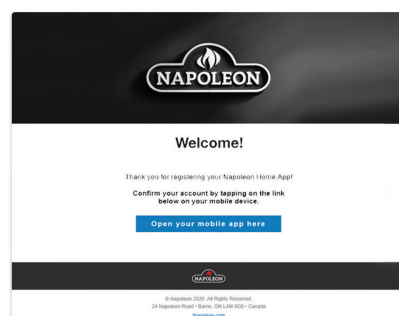 NAPOLEON
Welcome!
Thank you for registering your Napoleon Home App!
Confirm your account by tapping on the link
below on your mobile device.
Open your mobile app here
NAPOLEON
© Napoleon 2020. All Rights Reserved.
24 Napoleon Road • Barrie, ON L4M 0G8 • Canada
Napoleon.com